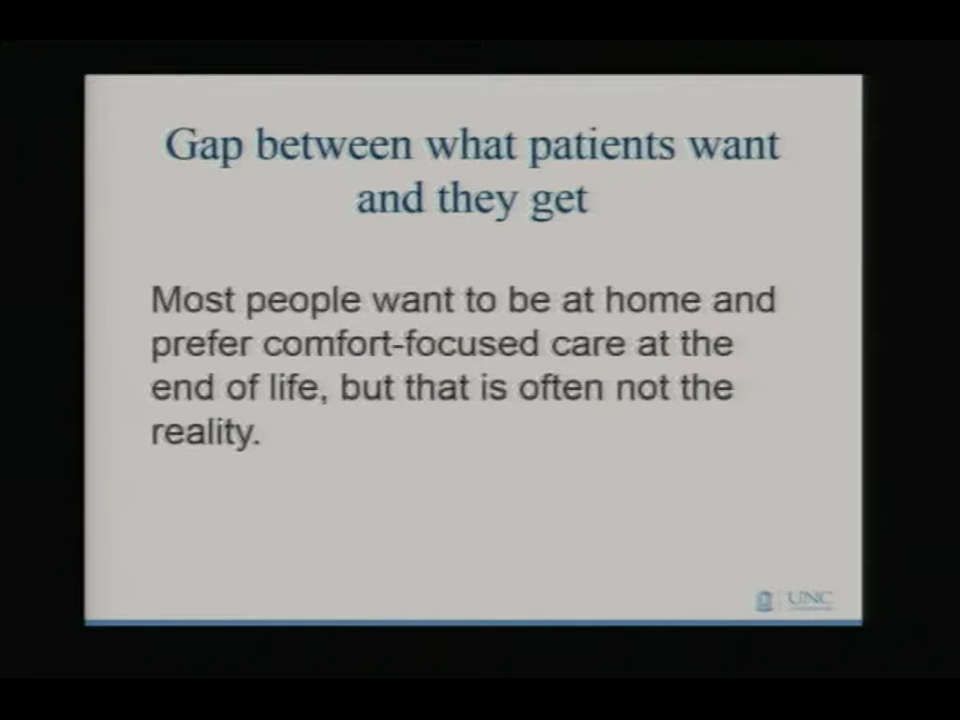 Gap between what patients want
and they get
Most people want to be at home and
prefer comfort-focused care at the
end of life, but that is often not the
reality.
UNC